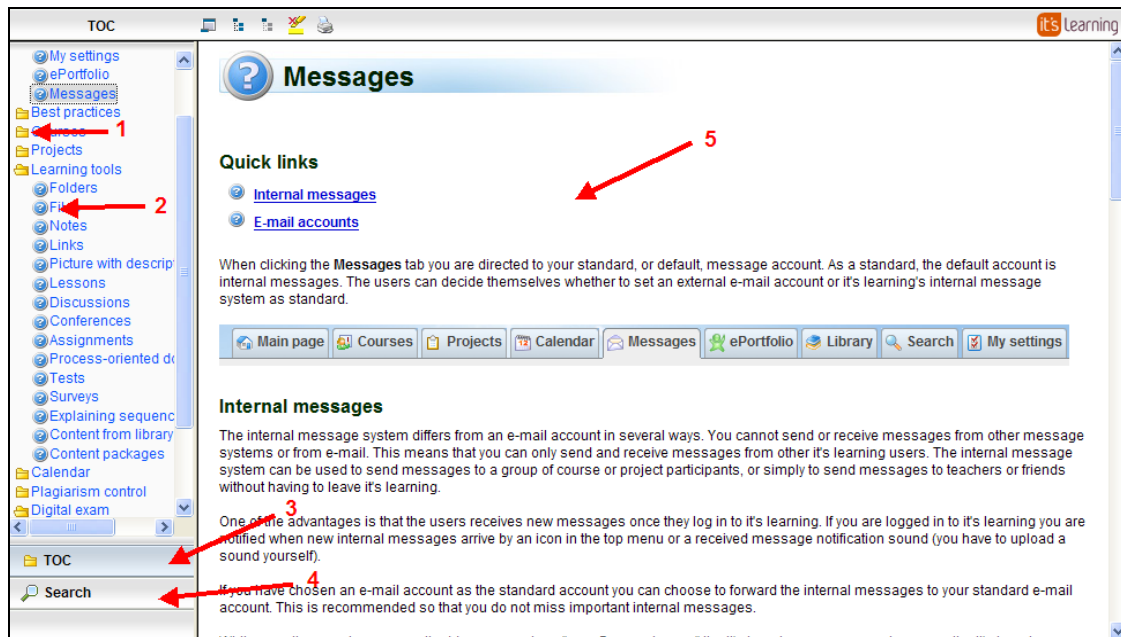 TOC
it's learning
My settings
ePortfolio
Messages
Best practices
Courses
1
Projects
Learning tools
Folders
2
Notes
Links
Picture with descrip
Lessons
Discussions
Conferences
Assignments
Process-oriented do
Tests
Surveys
Explaining sequenc
Content from library
Content packages
Calendar
Plagiarism control
Digital exam
3
TOC
4
Search
Messages
5
Quick links
Internal messages
E-mail accounts
When clicking the Messages tab you are directed to your standard, or default, message account. As a standard, the default account is
internal messages. The users can decide themselves whether to set an external e-mail account or it's learning's internal message
system as standard.
Main page Courses Projects Calendar Messages ePortfolio Library Search My settings
Internal messages
The internal message system differs from an e-mail account in several ways. You cannot send or receive messages from other message
systems or from e-mail. This means that you can only send and receive messages from other it's learning users. The internal message
system can be used to send messages to a group of course or project participants, or simply to send messages to teachers or friends
without having to leave it's learning.
One of the advantages is that the users receives new messages once they log in to it's learning. If you are logged in to it's learning you are
notified when new internal messages arrive by an icon in the top menu or a received message notification sound (you have to upload a
sound yourself).
If you have chosen an e-mail account as the standard account you can choose to forward the internal messages to your standard e-mail
account. This is recommended so that you do not miss important internal messages.